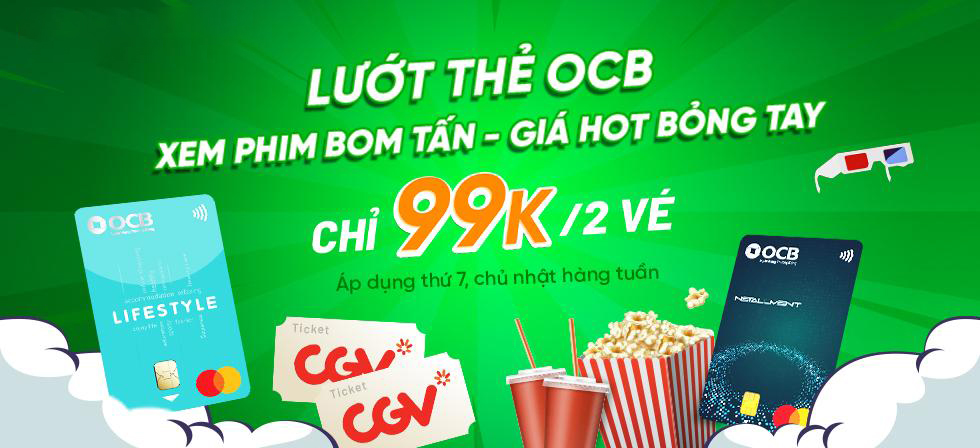 LƯỚT THẺ OCB
XEM PHIM BOM TẤN - GIÁ HOT BỎNG TAY
CHỈ 99K /2 VÉ
Áp dụng thứ 7, chủ nhật hàng tuần
OCB
LIFESTYLE
OCB
Ticket
CGV
Ticket
CGV